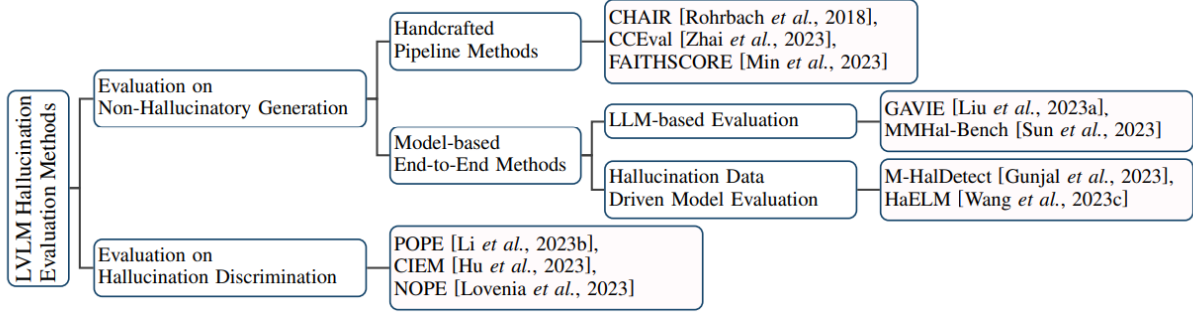 LVLM Hallucination
Evaluation Methods
Evaluation on
Non-Hallucinatory Generation
Handcrafted
Pipeline Methods
CHAIR [Rohrbach et al., 2018],
CCEval [Zhai et al., 2023],
FAITHSCORE [Min et al., 2023]
Model-based
End-to-End Methods
LLM-based Evaluation
GAVIE [Liu et al., 2023a],
MMHal-Bench [Sun et al., 2023]
Hallucination Data
Driven Model Evaluation
M-HalDetect [Gunjal et al., 2023],
HaELM [Wang et al., 2023c]
Evaluation on
Hallucination Discrimination
POPE [Li et al., 2023b],
CIEM [Hu et al., 2023],
NOPE [Lovenia et al., 2023]